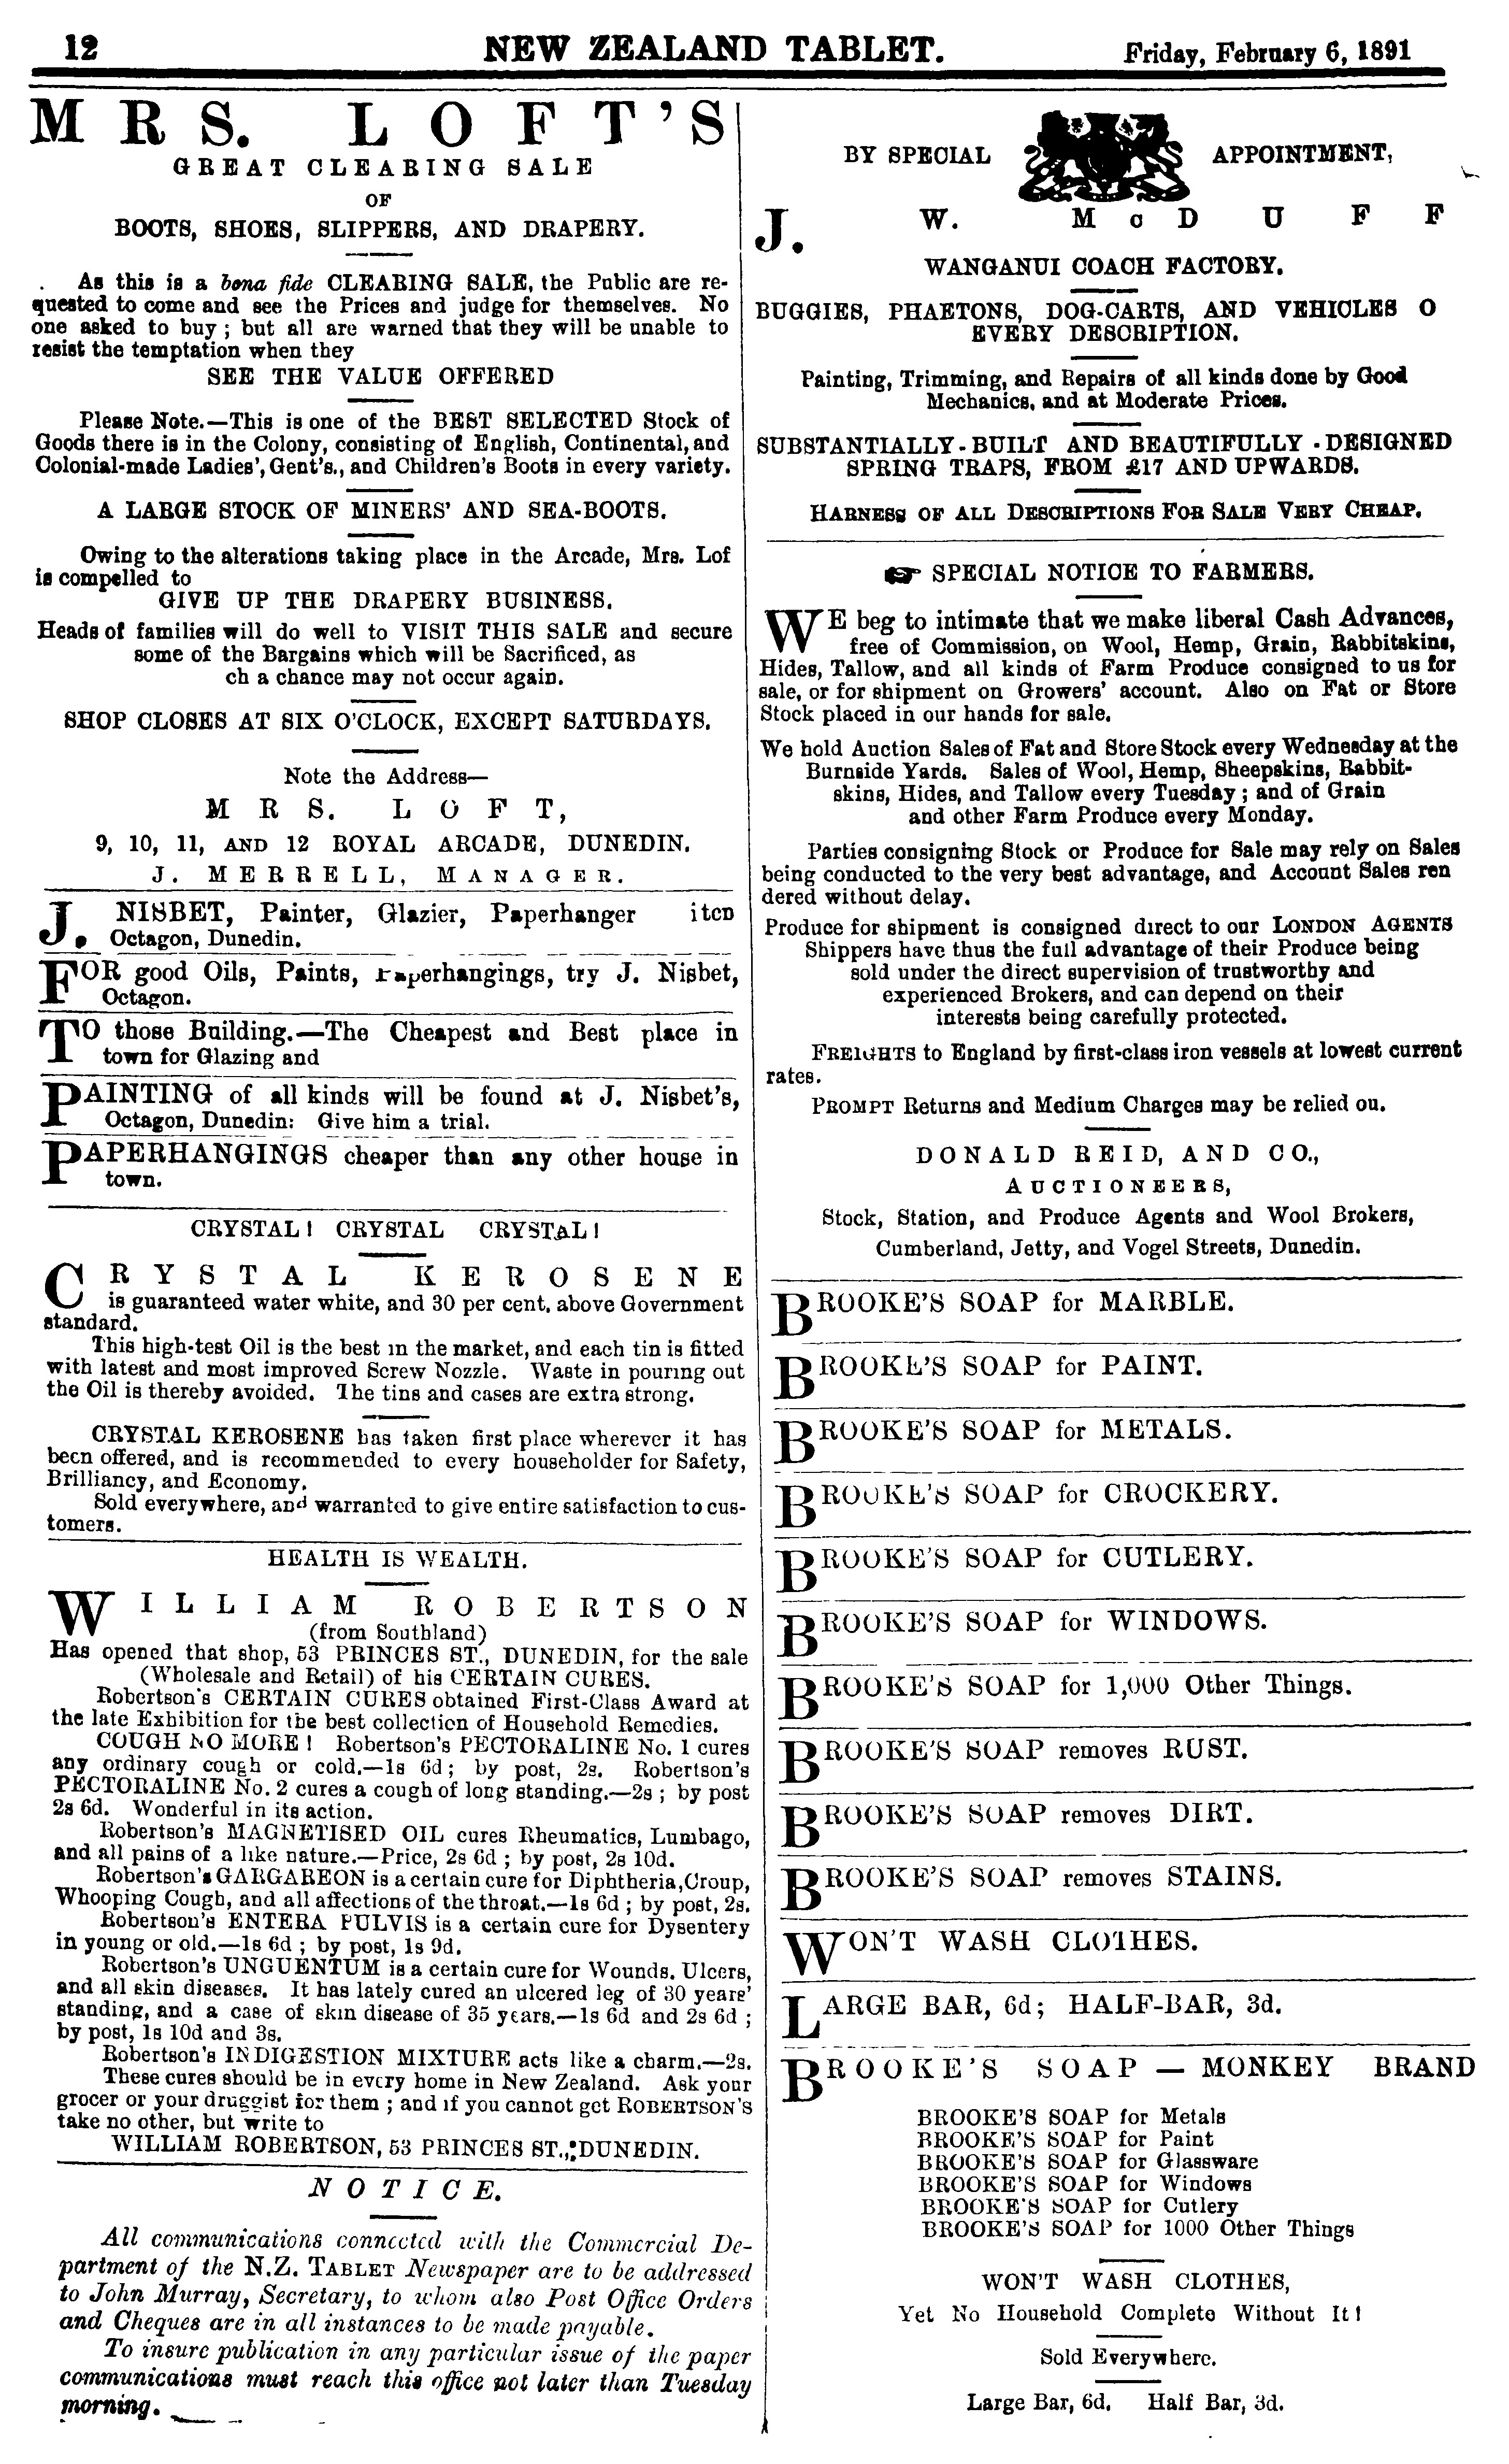 12
NEW ZEALAND TABLET.
Friday, February 6, 1891
MRS. LOFT'S
GREAT CLEARING SALE
OF
BOOTS, SHOES, SLIPPERS, AND DRAPERY.
As this is a bona fide CLEARING SALE, the Public are re-
quested to come and see the Prices and judge for themselves. No
one asked to buy; but all are warned that they will be unable to
resist the temptation when they
SEE THE VALUE OFFERED
Please Note.—This is one of the BEST SELECTED Stock of
Goods there is in the Colony, consisting of English, Continental, and
Colonial-made Ladies', Gent's., and Children's Boots in every variety.
A LARGE STOCK OF MINERS' AND SEA-BOOTS.
Owing to the alterations taking place in the Arcade, Mrs. Lof
is compelled to
GIVE UP THE DRAPERY BUSINESS.
Heads of families will do well to VISIT THIS SALE and secure
some of the Bargains which will be Sacrificed, as
ch a chance may not occur again.
SHOP CLOSES AT SIX O'CLOCK, EXCEPT SATURDAYS.
Note the Address—
MRS. LOFT,
9, 10, 11, AND 12 ROYAL ARCADE, DUNEDIN.
J. MERRELL, MANAGER.
J. NISBET, Painter, Glazier, Paperhanger
Octagon, Dunedin.
FOR good Oils, Paints, Paperhangings, try J. Nisbet,
Octagon.
TO those Building.—The Cheapest and Best place in
town for Glazing and
PAINTING of all kinds will be found at J. Nisbet's,
Octagon, Dunedin: Give him a trial.
PAPERHANGINGS cheaper than any other house in
town.
CRYSTAL! CRYSTAL CRYSTAL!
CRYSTAL KEROSENE
is guaranteed water white, and 30 per cent. above Government
standard.
This high-test Oil is the best in the market, and each tin is fitted
with latest and most improved Screw Nozzle. Waste in pouring out
the Oil is thereby avoided. The tins and cases are extra strong.
CRYSTAL KEROSENE has taken first place wherever it has
been offered, and is recommended to every householder for Safety,
Brilliancy, and Economy.
Sold everywhere, and warranted to give entire satisfaction to cus-
tomers.
HEALTH IS WEALTH.
WILLIAM ROBERTSON
(from Southland)
Has opened that shop, 53 PRINCES ST., DUNEDIN, for the sale
(Wholesale and Retail) of his CERTAIN CURES.
Robertson's CERTAIN CURES obtained First-Class Award at
the late Exhibition for the best collection of Household Remedies.
COUGH NO MORE! Robertson's PECTORALINE No. 1 cures
any ordinary cough or cold.—1s 6d; by post, 2s. Robertson's
PECTORALINE No. 2 cures a cough of long standing.—2s; by post
2s 6d. Wonderful in its action.
Robertson's MAGNETISED OIL cures Rheumatics, Lumbago,
and all pains of a like nature.—Price, 2s 6d; by post, 2s 10d.
Robertson's GARGAREON is a certain cure for Diphtheria, Croup,
Whooping Cough, and all affections of the throat.—1s 6d; by post, 2s.
Robertson's ENTERA PULVIS is a certain cure for Dysentery
in young or old.—1s 6d; by post, 1s 9d.
Robertson's UNGUENTUM is a certain cure for Wounds. Ulcers,
and all skin diseases. It has lately cured an ulcered leg of 30 years'
standing, and a case of skin disease of 35 years.—1s 6d and 2s 6d;
by post, 1s 10d and 3s.
Robertson's INDIGESTION MIXTURE acts like a charm.—2s.
These cures should be in every home in New Zealand. Ask your
grocer or your druggist for them; and if you cannot get ROBERTSON'S
take no other, but write to
WILLIAM ROBERTSON, 53 PRINCES ST., DUNEDIN.
NOTICE.
All communications connected with the Commercial De-
partment of the N.Z. TABLET Newspaper are to be addressed
to John Murray, Secretary, to whom also Post Office Orders
and Cheques are in all instances to be made payable.
To insure publication in any particular issue of the paper
communications must reach this office not later than Tuesday
morning.
BY SPECIAL APPOINTMENT,
J. W. McDUFF
WANGANUI COACH FACTORY.
BUGGIES, PHAETONS, DOG-CARTS, AND VEHICLES O
EVERY DESCRIPTION.
Painting, Trimming, and Repairs of all kinds done by Good
Mechanics, and at Moderate Prices.
SUBSTANTIALLY-BUILT AND BEAUTIFULLY-DESIGNED
SPRING TRAPS, FROM £17 AND UPWARDS.
HARNESS OF ALL DESCRIPTIONS FOR SALE VERY CHEAP.
☛ SPECIAL NOTICE TO FARMERS.
WE beg to intimate that we make liberal Cash Advances,
free of Commission, on Wool, Hemp, Grain, Rabbitskins,
Hides, Tallow, and all kinds of Farm Produce consigned to us for
sale, or for shipment on Growers' account. Also on Fat or Store
Stock placed in our hands for sale.
We hold Auction Sales of Fat and Store Stock every Wednesday at the
Burnside Yards. Sales of Wool, Hemp, Sheepskins, Rabbit-
skins, Hides, and Tallow every Tuesday; and of Grain
and other Farm Produce every Monday.
Parties consigning Stock or Produce for Sale may rely on Sales
being conducted to the very best advantage, and Account Sales ren
dered without delay.
Produce for shipment is consigned direct to our LONDON AGENTS
Shippers have thus the full advantage of their Produce being
sold under the direct supervision of trustworthy and
experienced Brokers, and can depend on their
interests being carefully protected.
FREIGHTS to England by first-class iron vessels at lowest current
rates.
PROMPT Returns and Medium Charges may be relied ou.
DONALD REID, AND CO.,
AUCTIONEERS,
Stock, Station, and Produce Agents and Wool Brokers,
Cumberland, Jetty, and Vogel Streets, Dunedin.
BROOKE'S SOAP for MARBLE.
BROOKE'S SOAP for PAINT.
BROOKE'S SOAP for METALS.
BROOKE'S SOAP for CROCKERY.
BROOKE'S SOAP for CUTLERY.
BROOKE'S SOAP for WINDOWS.
BROOKE'S SOAP for 1,000 Other Things.
BROOKE'S SOAP removes RUST.
BROOKE'S SOAP removes DIRT.
BROOKE'S SOAP removes STAINS.
WON'T WASH CLOTHES.
LARGE BAR, 6d; HALF-BAR, 3d.
BROOKE'S SOAP — MONKEY BRAND
BROOKE'S SOAP for Metals
BROOKE'S SOAP for Paint
BROOKE'S SOAP for Glassware
BROOKE'S SOAP for Windows
BROOKE'S SOAP for Cutlery
BROOKE'S SOAP for 1000 Other Things
WON'T WASH CLOTHES,
Yet No Household Complete Without It!
Sold Everywhere.
Large Bar, 6d. Half Bar, 3d.